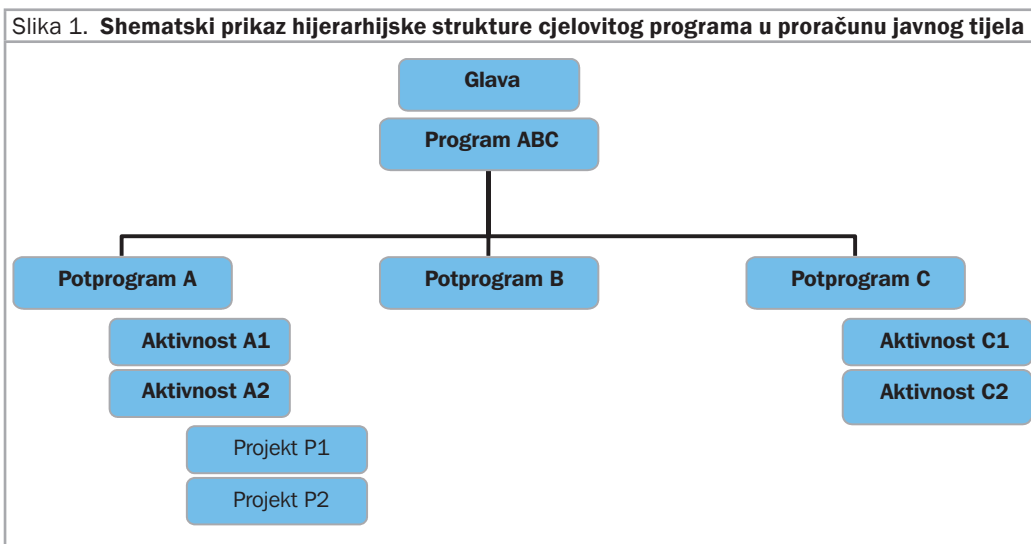 Slika 1. Shematski prikaz hijerarhijske strukture cjelovitog programa u proračunu javnog tijela
Glava
Program ABC
Potprogram A
Potprogram B
Potprogram C
Aktivnost A1
Aktivnost C1
Aktivnost A2
Aktivnost C2
Projekt P1
Projekt P2